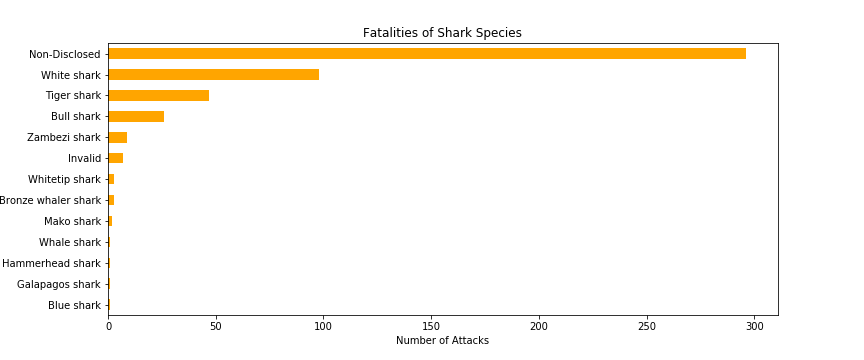 Fatalities of Shark Species
Non-Disclosed
White shark
Tiger shark
Bull shark
Zambezi shark
Invalid
Whitetip shark
Bronze whaler shark
Mako shark
Whale shark
Hammerhead shark
Galapagos shark
Blue shark
0 50 100 150 200 250 300
Number of Attacks